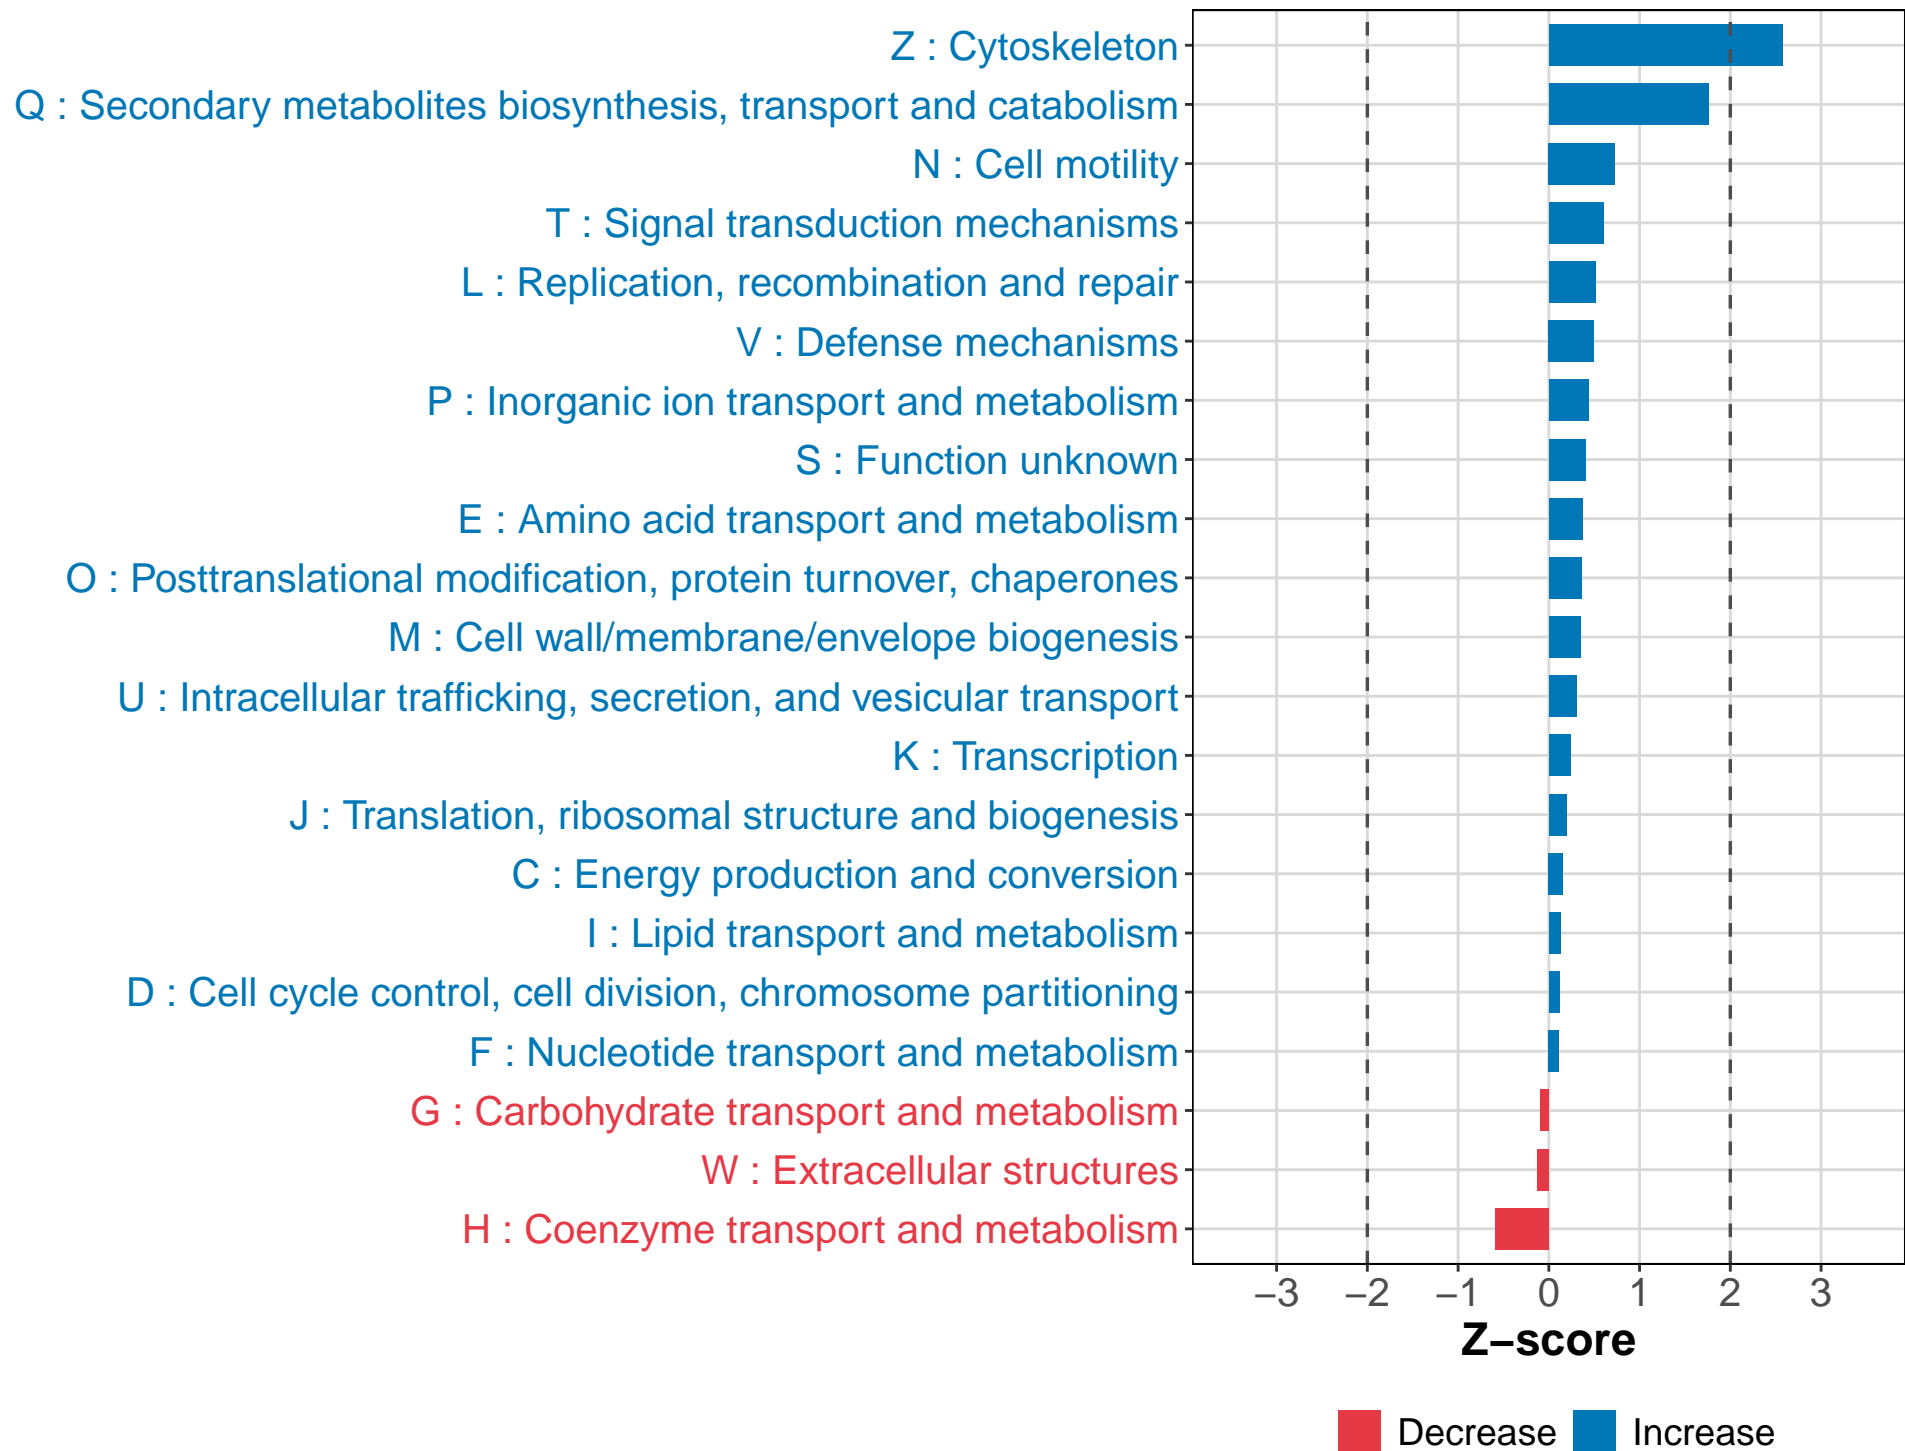 Z : Cytoskeleton
Q : Secondary metabolites biosynthesis, transport and catabolism
N : Cell motility
T : Signal transduction mechanisms
L : Replication, recombination and repair
V : Defense mechanisms
P : Inorganic ion transport and metabolism
S : Function unknown
E : Amino acid transport and metabolism
O : Posttranslational modification, protein turnover, chaperones
M : Cell wall/membrane/envelope biogenesis
U : Intracellular trafficking, secretion, and vesicular transport
K : Transcription
J : Translation, ribosomal structure and biogenesis
C : Energy production and conversion
I : Lipid transport and metabolism
D : Cell cycle control, cell division, chromosome partitioning
F : Nucleotide transport and metabolism
G : Carbohydrate transport and metabolism
W : Extracellular structures
H : Coenzyme transport and metabolism
−3 −2 −1 0 1 2 3
Z−score
Decrease Increase